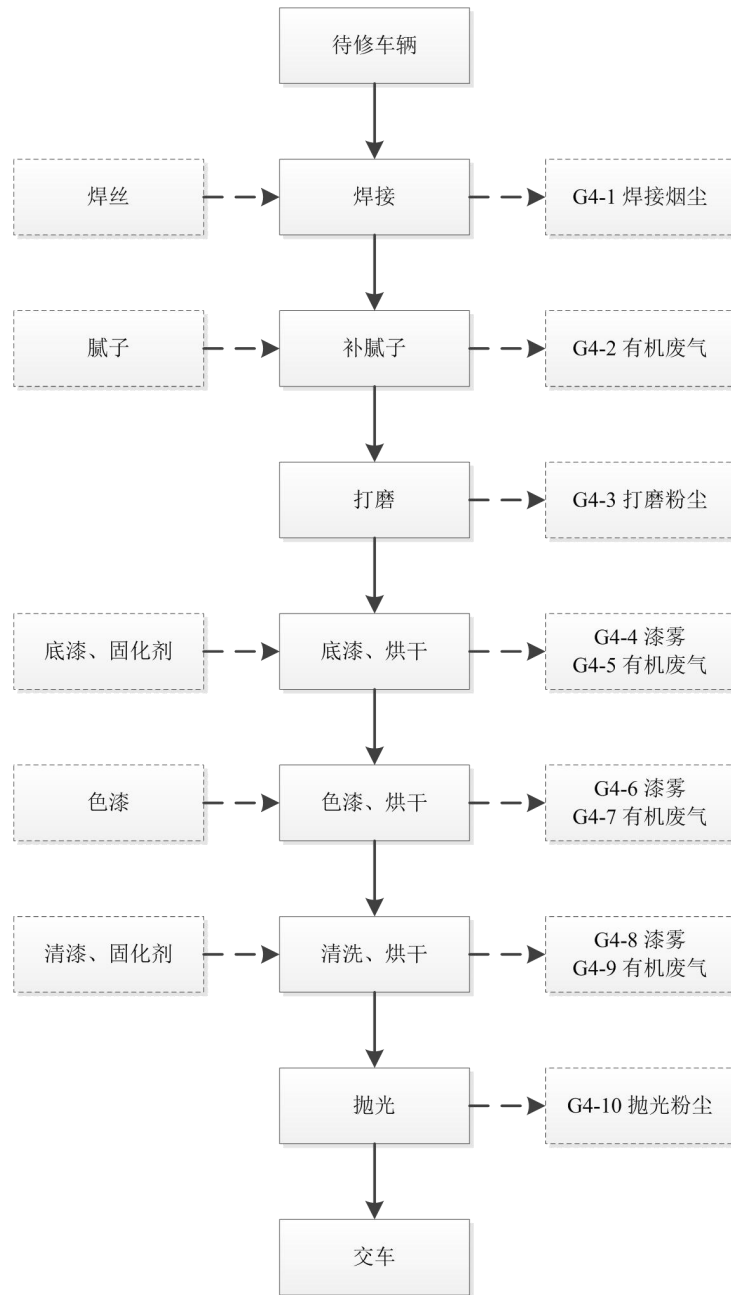 待修车辆
焊丝
焊接
G4-1 焊接烟尘
腻子
补腻子
G4-2 有机废气
打磨
G4-3 打磨粉尘
底漆、固化剂
底漆、烘干
G4-4 漆雾
G4-5 有机废气
色漆
色漆、烘干
G4-6 漆雾
G4-7 有机废气
清漆、固化剂
清洗、烘干
G4-8 漆雾
G4-9 有机废气
抛光
G4-10 抛光粉尘
交车